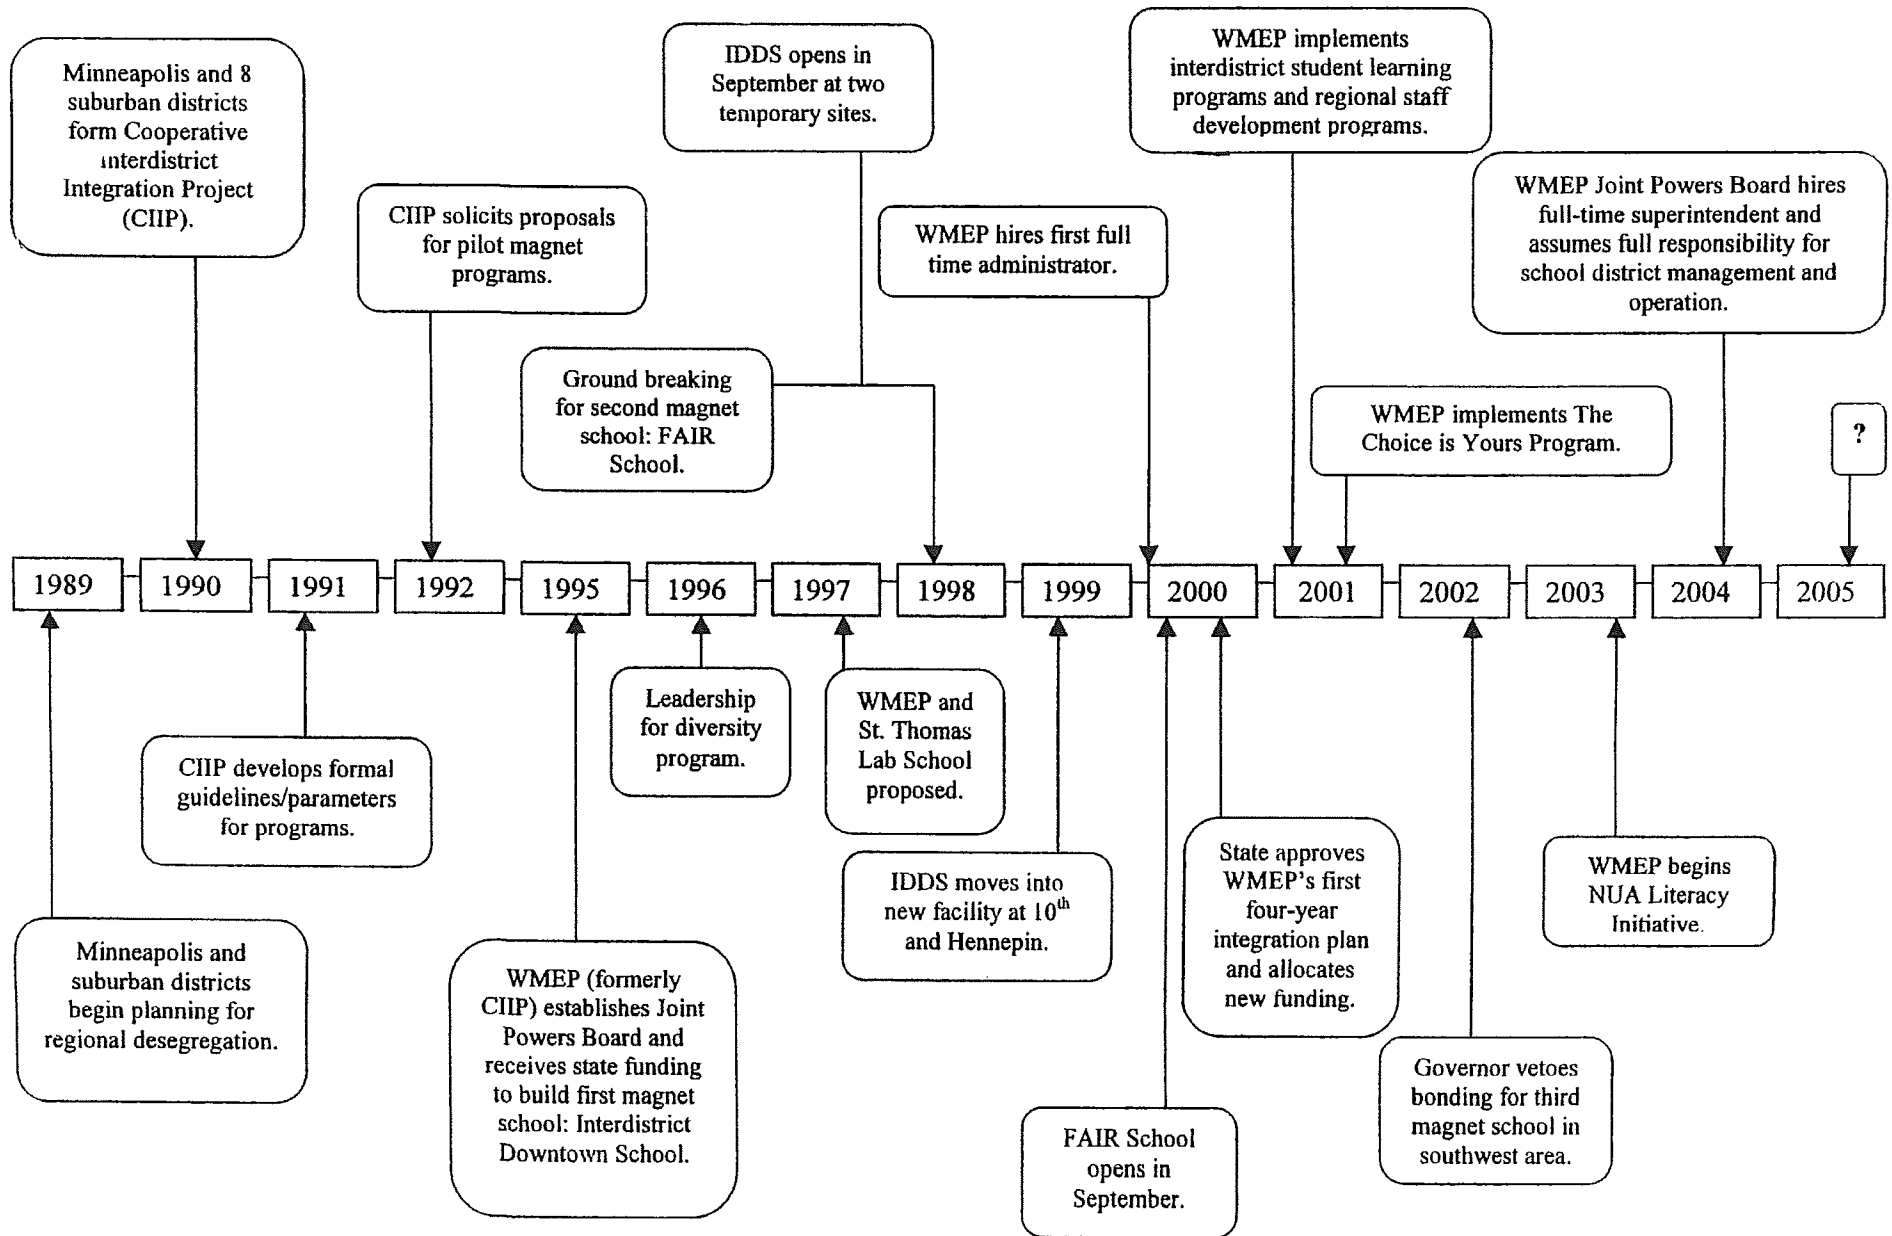 Minneapolis and 8
suburban districts
form Cooperative
interdistrict
Integration Project
(CIIP).
CIIP solicits proposals
for pilot magnet
programs.
IDDS opens in
September at two
temporary sites.
Ground breaking
for second magnet
school: FAIR
School.
WMEP hires first full
time administrator.
WMEP implements
interdistrict student learning
programs and regional staff
development programs.
WMEP implements The
Choice is Yours Program.
WMEP Joint Powers Board hires
full-time superintendent and
assumes full responsibility for
school district management and
operation.
?
1989 1990 1991 1992 1995 1996 1997 1998 1999 2000 2001 2002 2003 2004 2005
Minneapolis and
suburban districts
begin planning for
regional desegregation.
CIIP develops formal
guidelines/parameters
for programs.
WMEP (formerly
CIIP) establishes Joint
Powers Board and
receives state funding
to build first magnet
school: Interdistrict
Downtown School.
Leadership
for diversity
program.
WMEP and
St. Thomas
Lab School
proposed.
IDDS moves into
new facility at 10th
and Hennepin.
FAIR School
opens in
September.
State approves
WMEP's first
four-year
integration plan
and allocates
new funding.
Governor vetoes
bonding for third
magnet school in
southwest area.
WMEP begins
NUA Literacy
Initiative.